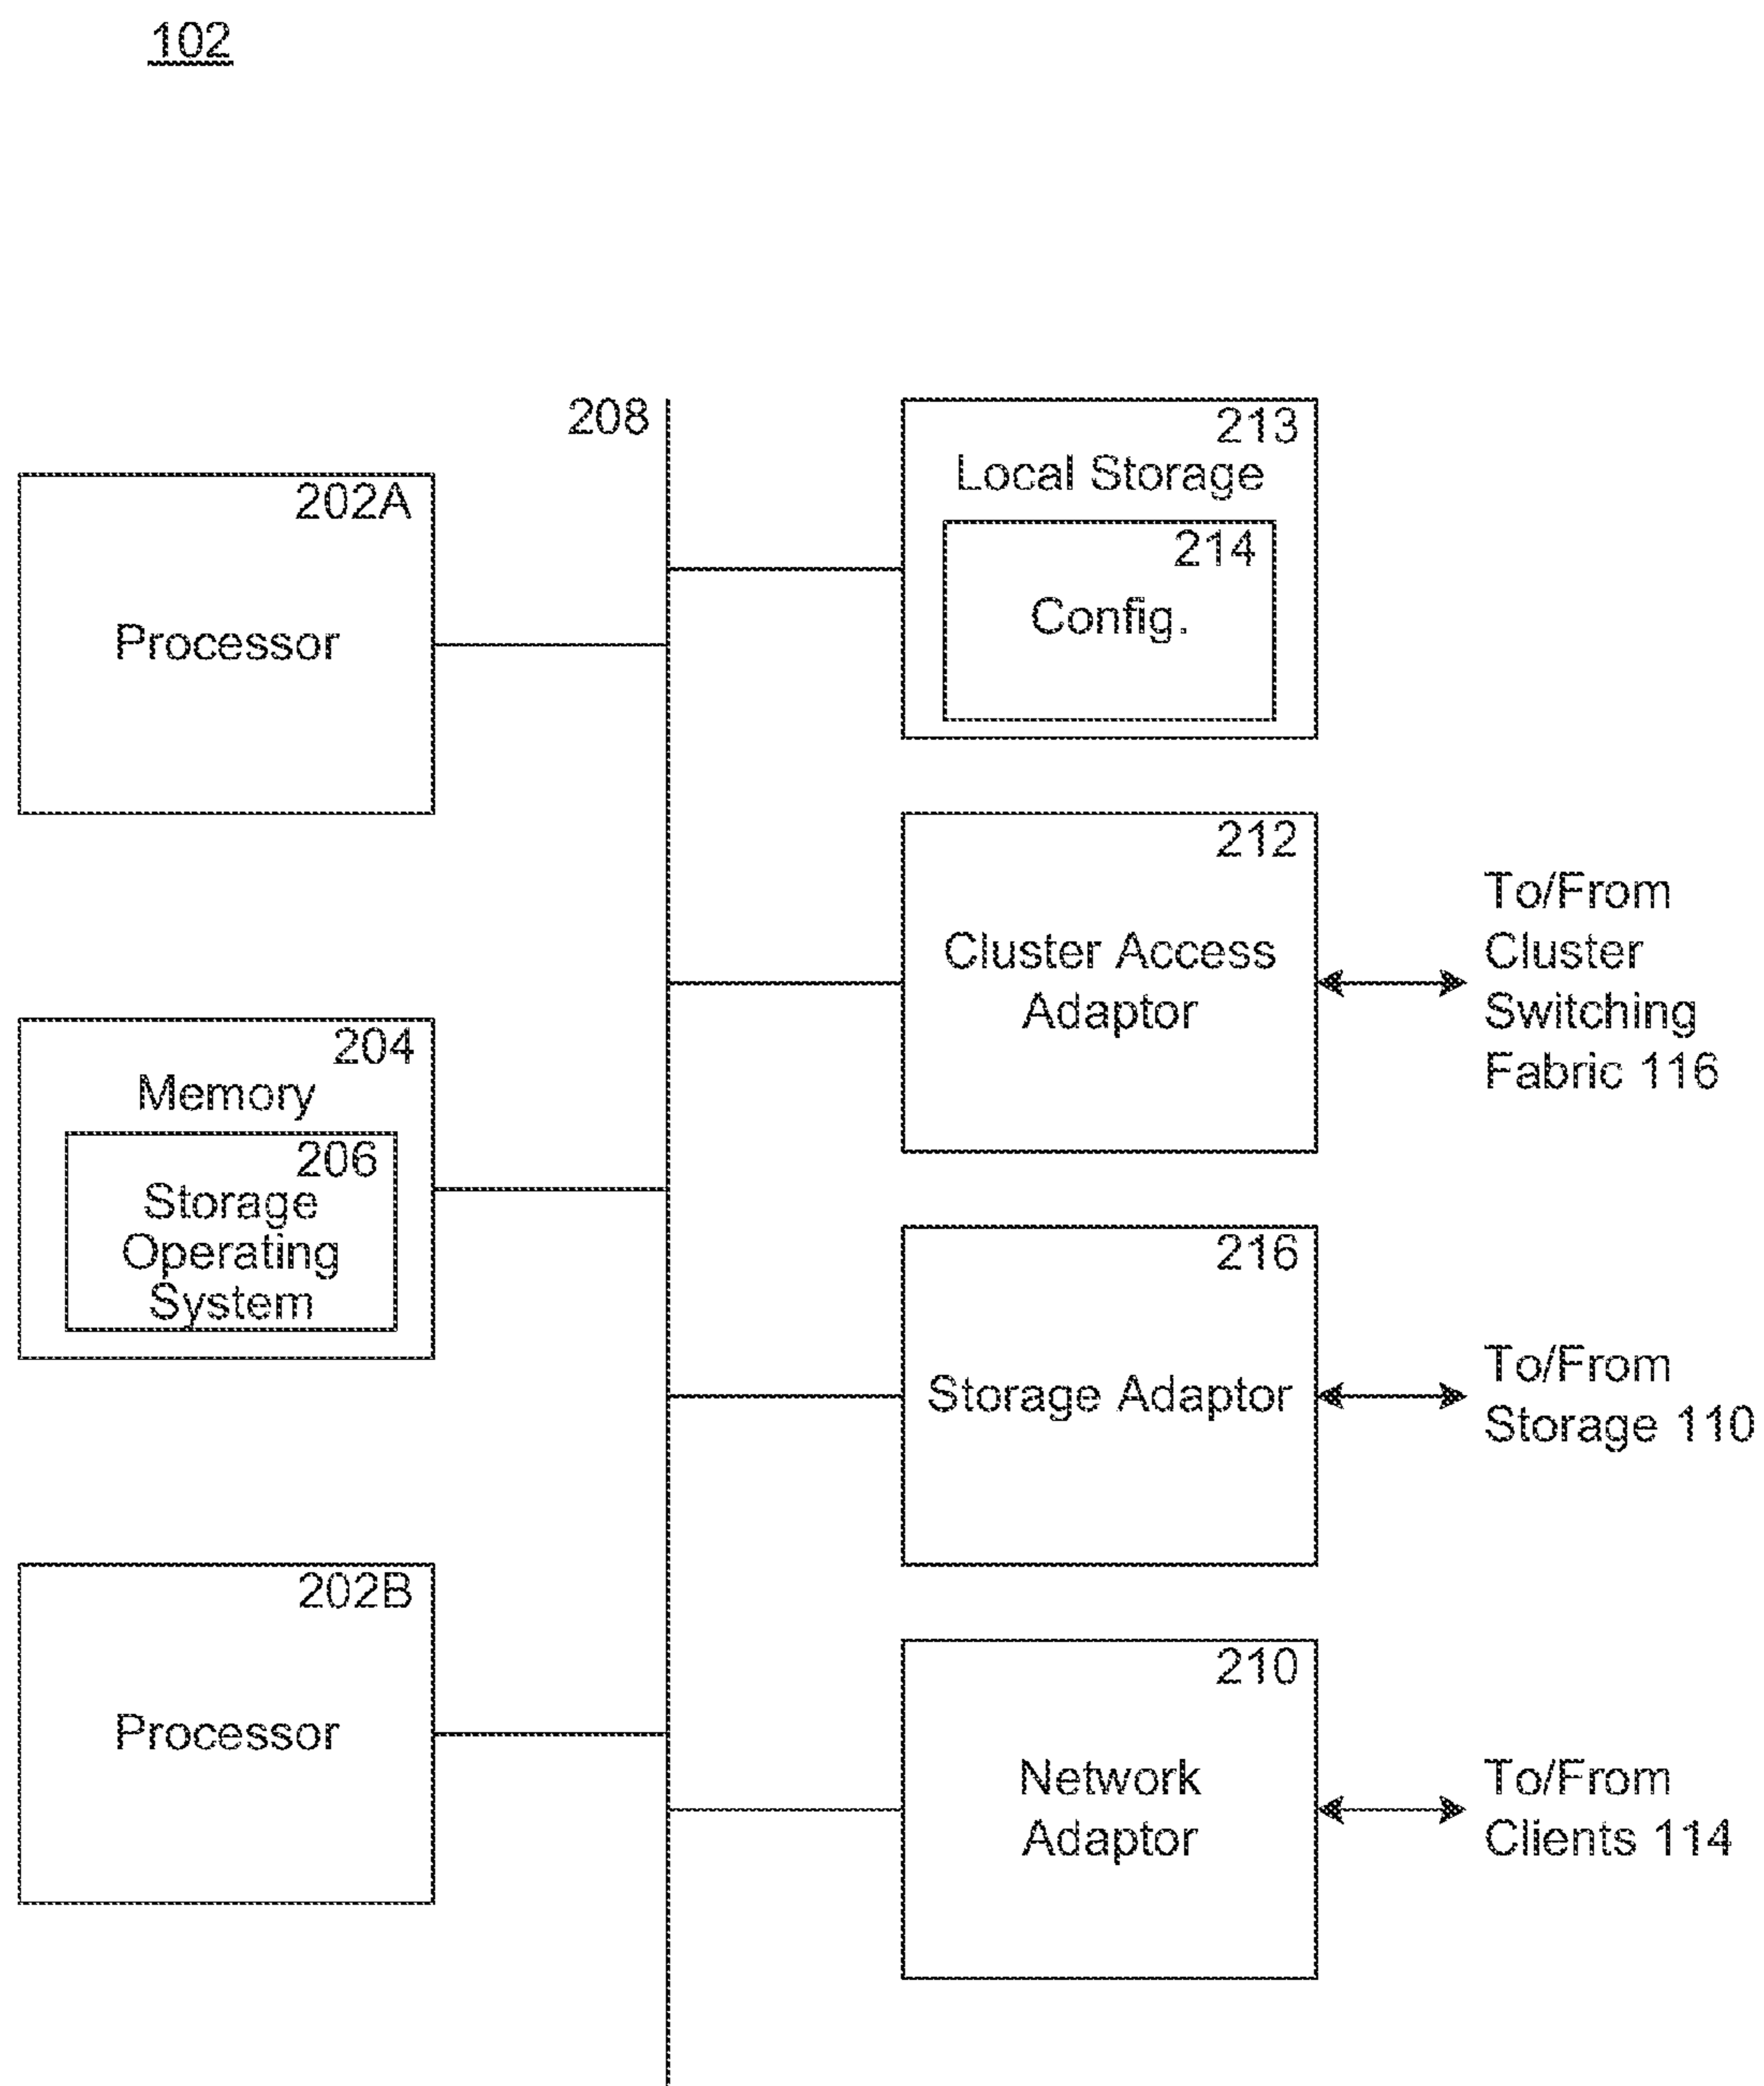 102
208
202A
Processor
204
Memory
206
Storage
Operating
System
202B
Processor
213
Local Storage
214
Config.
212
Cluster Access
Adaptor
To/From
Cluster
Switching
Fabric 116
216
Storage Adaptor
To/From
Storage 110
210
Network
Adaptor
To/From
Clients 114